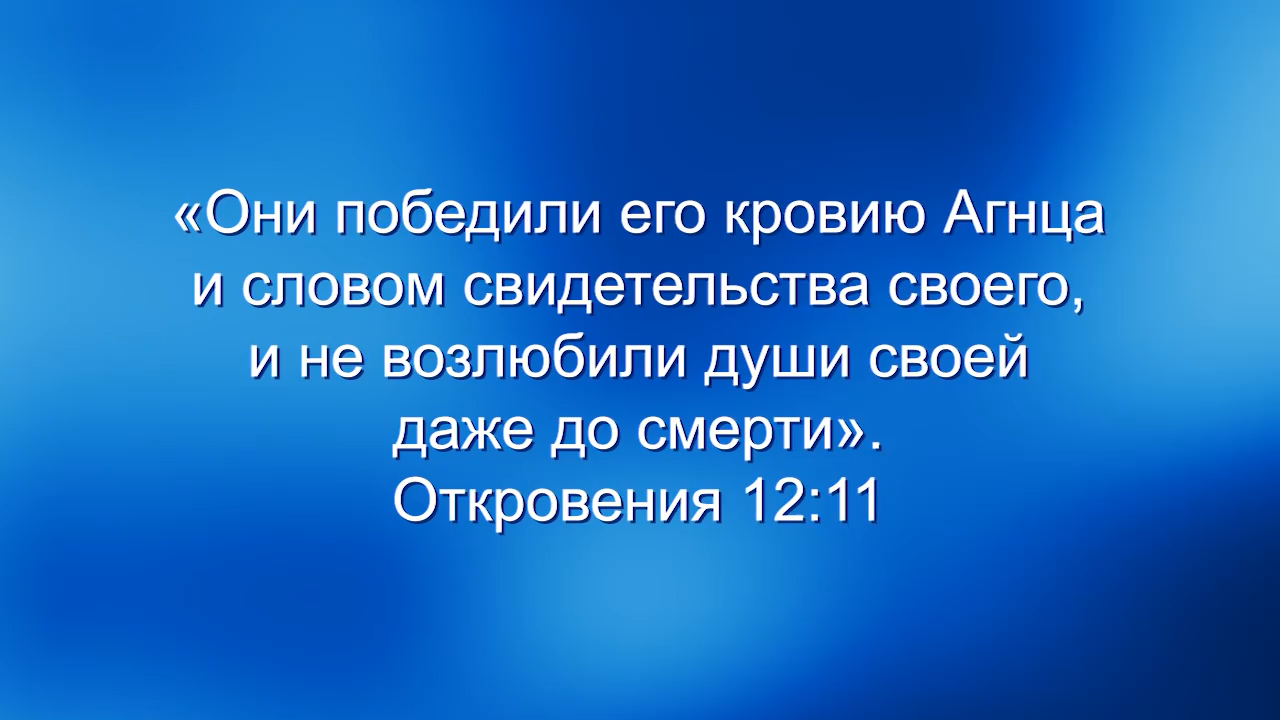 «Они победили его кровию Агнца
и словом свидетельства своего,
и не возлюбили души своей
даже до смерти».
Откровения 12:11